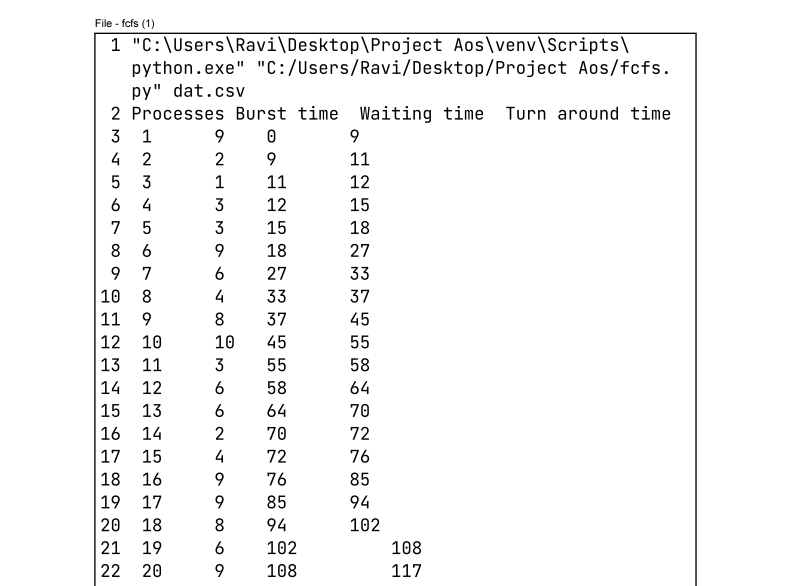 File - fcfs (1)
1 "C:\Users\Ravi\Desktop\Project Aos\venv\Scripts\
python.exe" "C:/Users/Ravi/Desktop/Project Aos/fcfs.
py" dat.csv
2 Processes Burst time  Waiting time  Turn around time
3 1 9 0 9
4 2 2 9 11
5 3 1 11 12
6 4 3 12 15
7 5 3 15 18
8 6 9 18 27
9 7 6 27 33
10 8 4 33 37
11 9 8 37 45
12 10 10 45 55
13 11 3 55 58
14 12 6 58 64
15 13 6 64 70
16 14 2 70 72
17 15 4 72 76
18 16 9 76 85
19 17 9 85 94
20 18 8 94 102
21 19 6 102 108
22 20 9 108 117